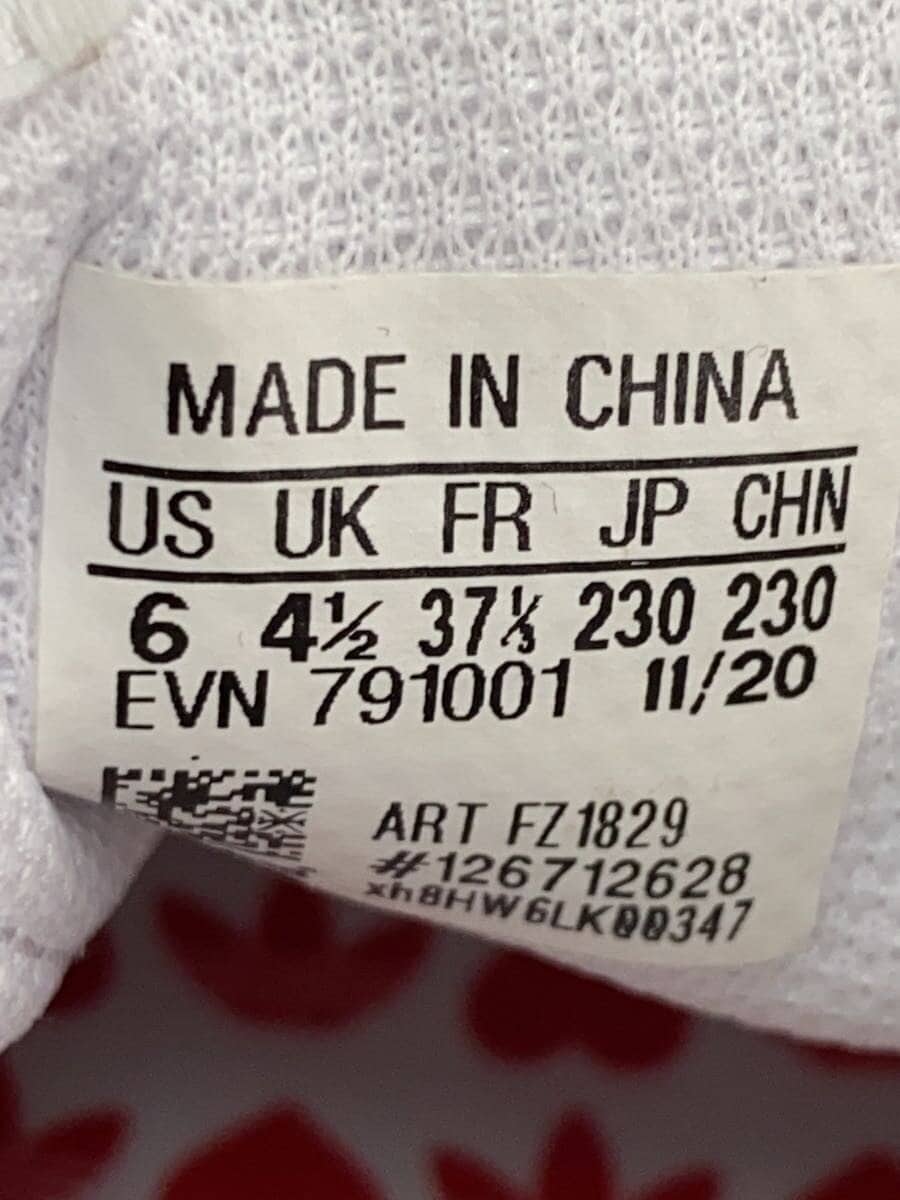 MADE IN CHINA
US UK FR JP CHN
6 4½ 37⅓ 230 230
EVN 791001 11/20
ART FZ1829
#126712628
xh8HW6LK00347